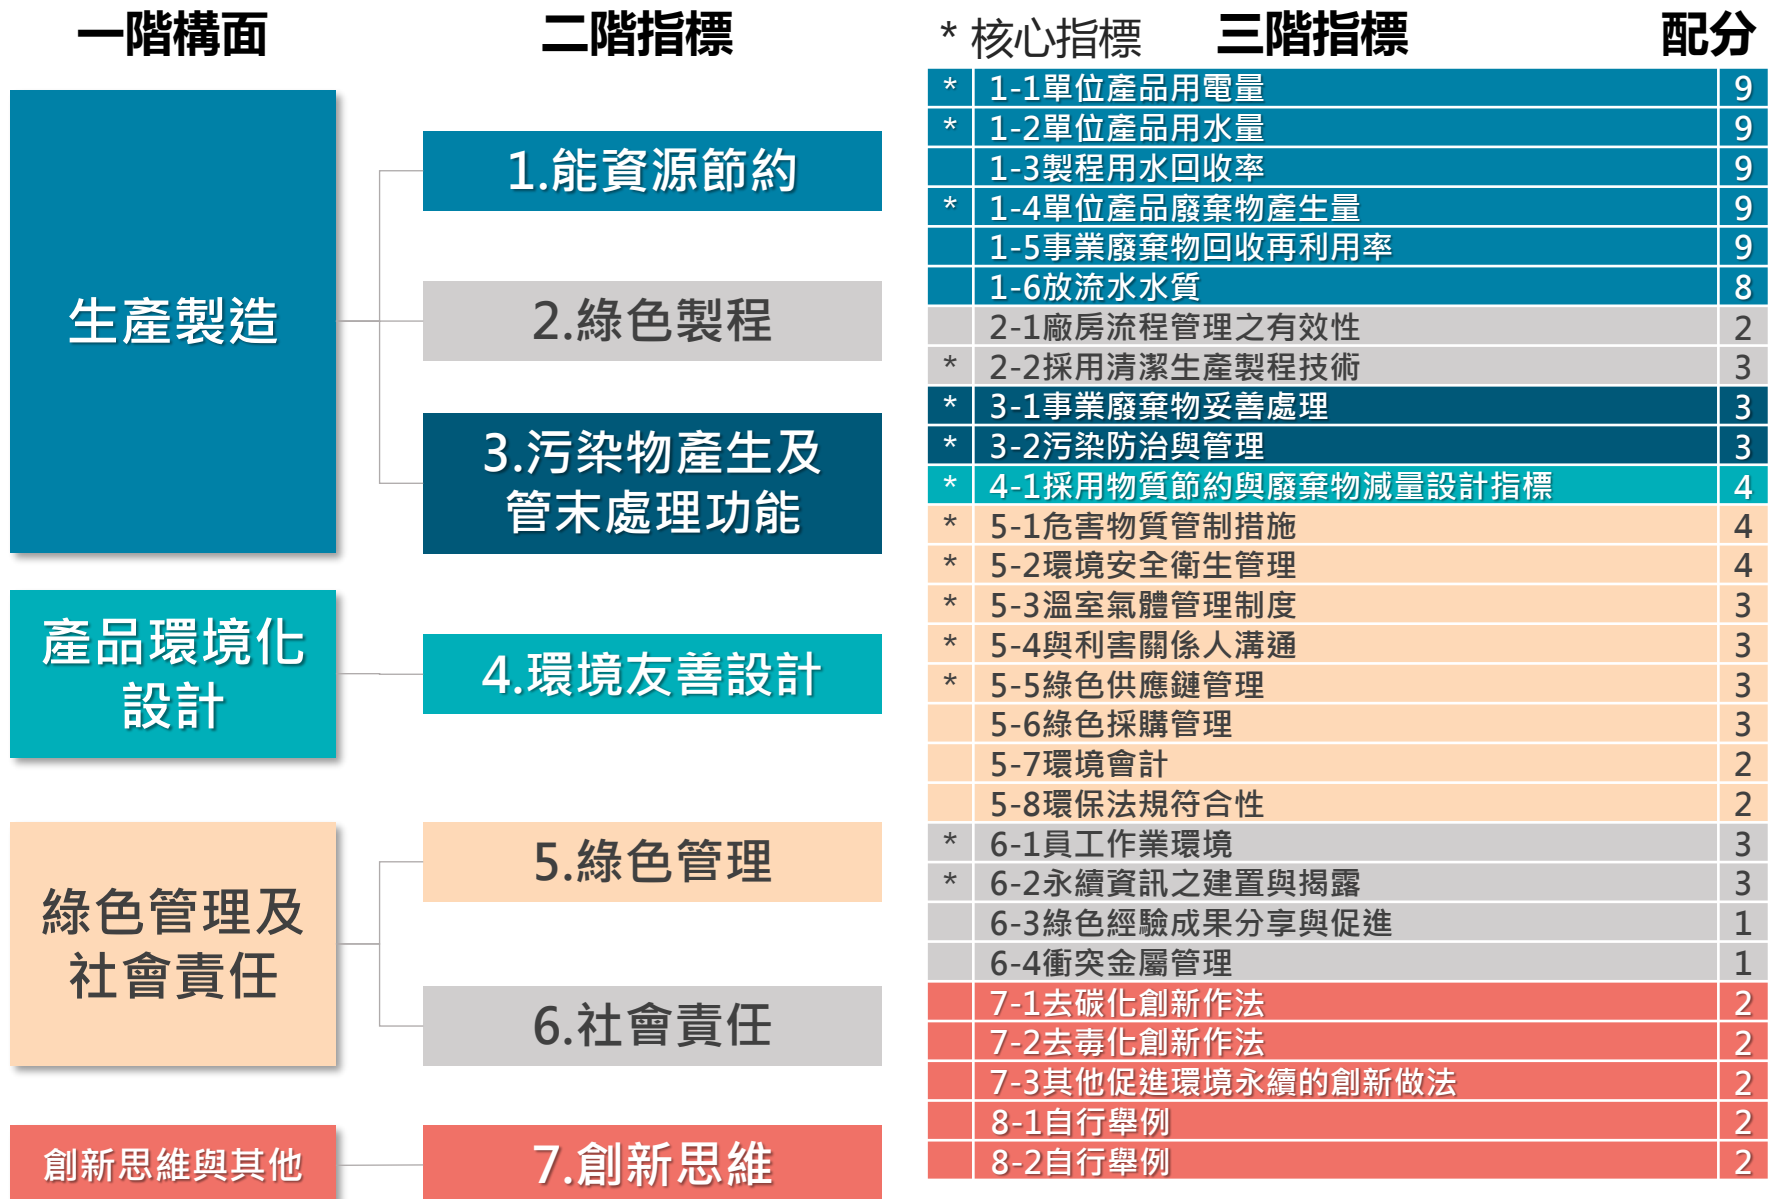 一階構面
二階指標
* 核心指標 三階指標 配分
生產製造
1.能資源節約
2.綠色製程
3.污染物產生及
管末處理功能
產品環境化
設計
4.環境友善設計
綠色管理及
社會責任
5.綠色管理
6.社會責任
創新思維與其他
7.創新思維
* 1-1單位產品用電量 9
* 1-2單位產品用水量 9
1-3製程用水回收率 9
* 1-4單位產品廢棄物產生量 9
1-5事業廢棄物回收再利用率 9
1-6放流水水質 8
2-1廠房流程管理之有效性 2
* 2-2採用清潔生產製程技術 3
* 3-1事業廢棄物妥善處理 3
* 3-2污染防治與管理 3
* 4-1採用物質節約與廢棄物減量設計指標 4
* 5-1危害物質管制措施 4
* 5-2環境安全衛生管理 4
* 5-3溫室氣體管理制度 3
* 5-4與利害關係人溝通 3
* 5-5綠色供應鏈管理 3
5-6綠色採購管理 3
5-7環境會計 2
5-8環保法規符合性 2
* 6-1員工作業環境 3
* 6-2永續資訊之建置與揭露 3
6-3綠色經驗成果分享與促進 1
6-4衝突金屬管理 1
7-1去碳化創新作法 2
7-2去毒化創新作法 2
7-3其他促進環境永續的創新做法 2
8-1自行舉例 2
8-2自行舉例 2